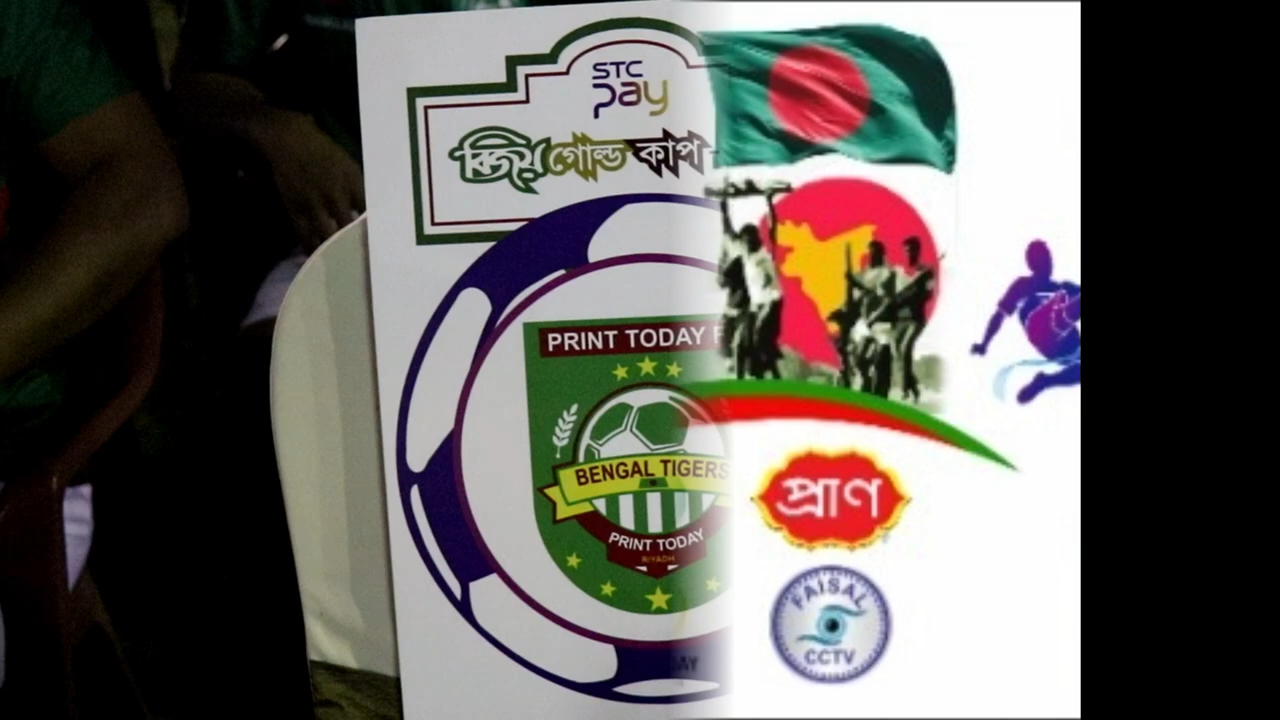 STC
pay
বিজয় গোল্ড কাপ
PRINT TODAY F
BENGAL TIGERS
PRINT TODAY
RIYADH
প্রাণ
FAISAL
CCTV